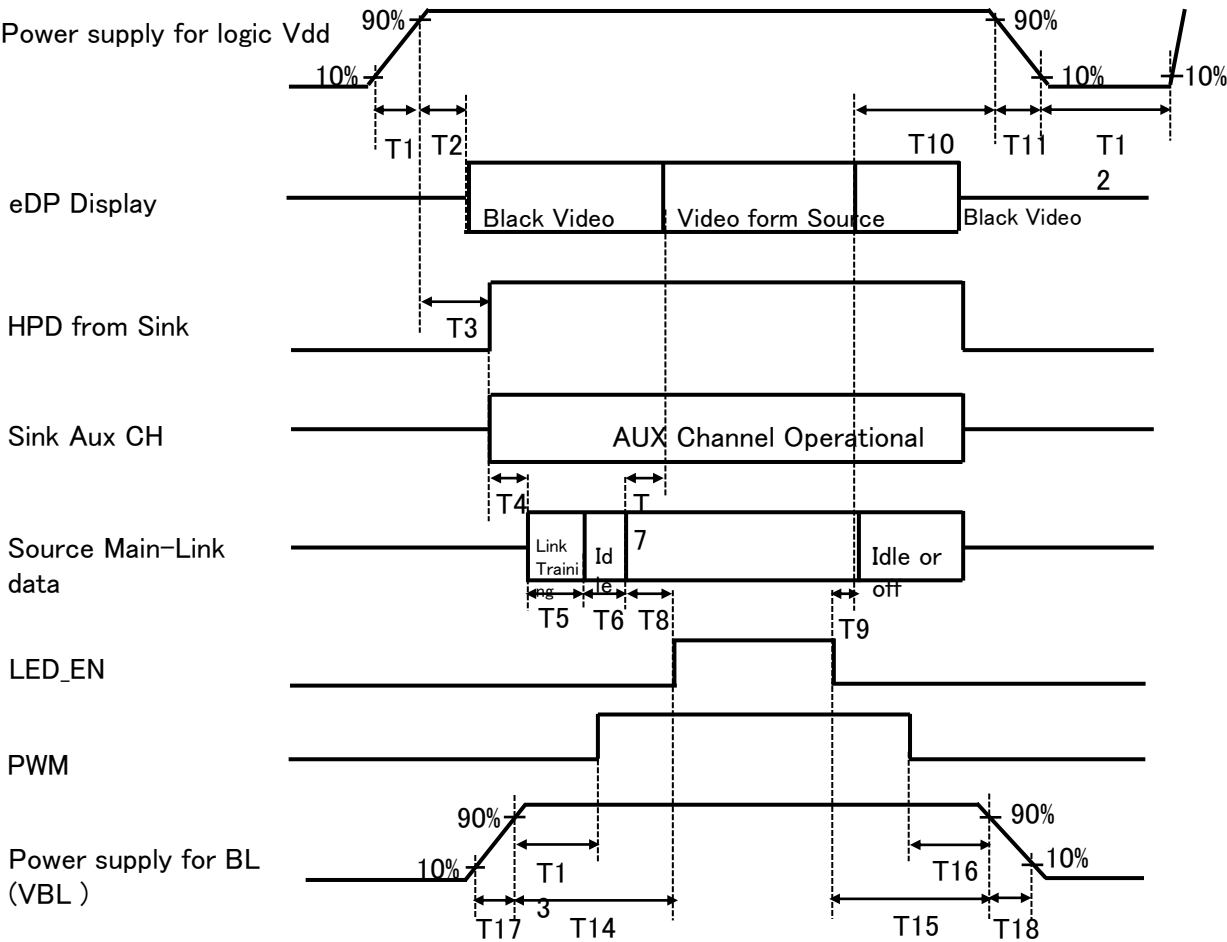 Power supply for logic Vdd
90%
90%
10%
10%
10%
T1
T2
T10
T11
T1
2
eDP Display
Black Video
Video form Source
Black Video
HPD from Sink
T3
Sink Aux CH
AUX Channel Operational
T4
T
7
Source Main-Link
data
Link
Traini
ng
Id
le
Idle or
off
T5
T6
T8
T9
LED_EN
PWM
90%
90%
Power supply for BL
(VBL )
10%
10%
T1
3
T16
T17
T14
T15
T18